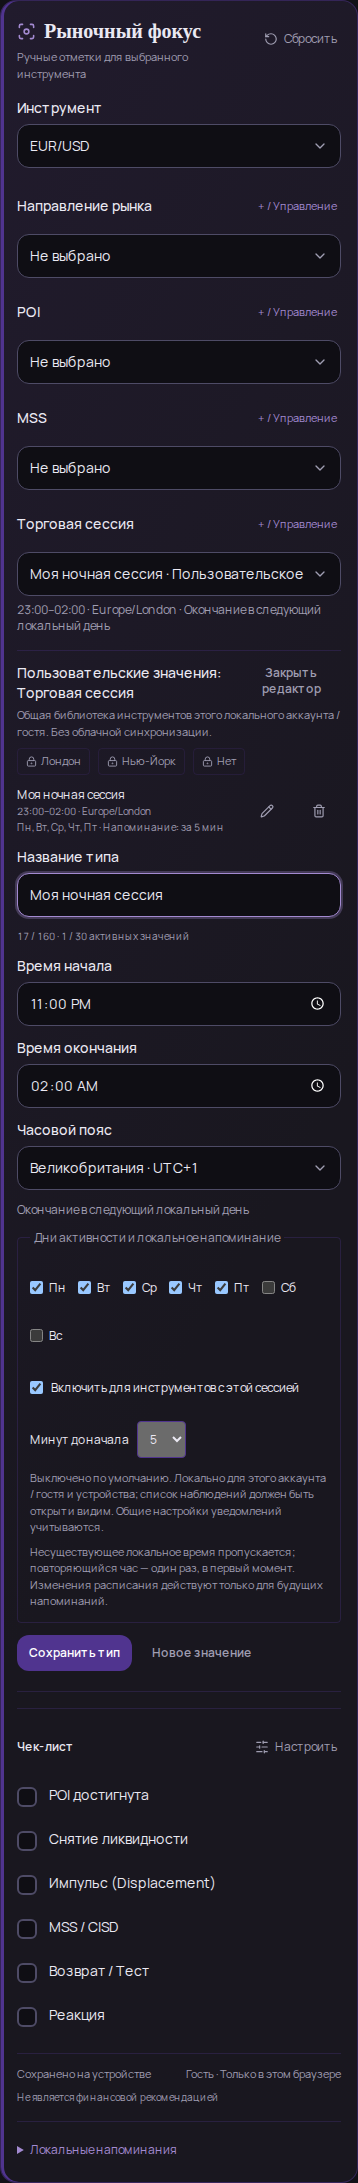 Рыночный фокус
Сбросить
Ручные отметки для выбранного
инструмента
Инструмент
EUR/USD
Направление рынка
+ / Управление
Не выбрано
POI
+ / Управление
Не выбрано
MSS
+ / Управление
Не выбрано
Торговая сессия
+ / Управление
Моя ночная сессия · Пользовательское
23:00–02:00 · Europe/London · Окончание в следующий
локальный день
Пользовательские значения:
Торговая сессия
Закрыть
редактор
Общая библиотека инструментов этого локального аккаунта /
гостя. Без облачной синхронизации.
Лондон
Нью-Йорк
Нет
Моя ночная сессия
23:00–02:00 · Europe/London
Пн, Вт, Ср, Чт, Пт · Напоминание: за 5 мин
Название типа
Моя ночная сессия
17 / 160 · 1 / 30 активных значений
Время начала
11:00 PM
Время окончания
02:00 AM
Часовой пояс
Великобритания · UTC+1
Окончание в следующий локальный день
Дни активности и локальное напоминание
Пн Вт Ср Чт Пт Сб
Вс
Включить для инструментов с этой сессией
Минут до начала 5
Выключено по умолчанию. Локально для этого аккаунта
/ гостя и устройства; список наблюдений должен быть
открыт и видим. Общие настройки уведомлений
учитываются.
Несуществующее локальное время пропускается;
повторяющийся час — один раз, в первый момент.
Изменения расписания действуют только для будущих
напоминаний.
Сохранить тип
Новое значение
Чек-лист
Настроить
POI достигнута
Снятие ликвидности
Импульс (Displacement)
MSS / CISD
Возврат / Тест
Реакция
Сохранено на устройстве
Гость · Только в этом браузере
Не является финансовой рекомендацией
Локальные напоминания